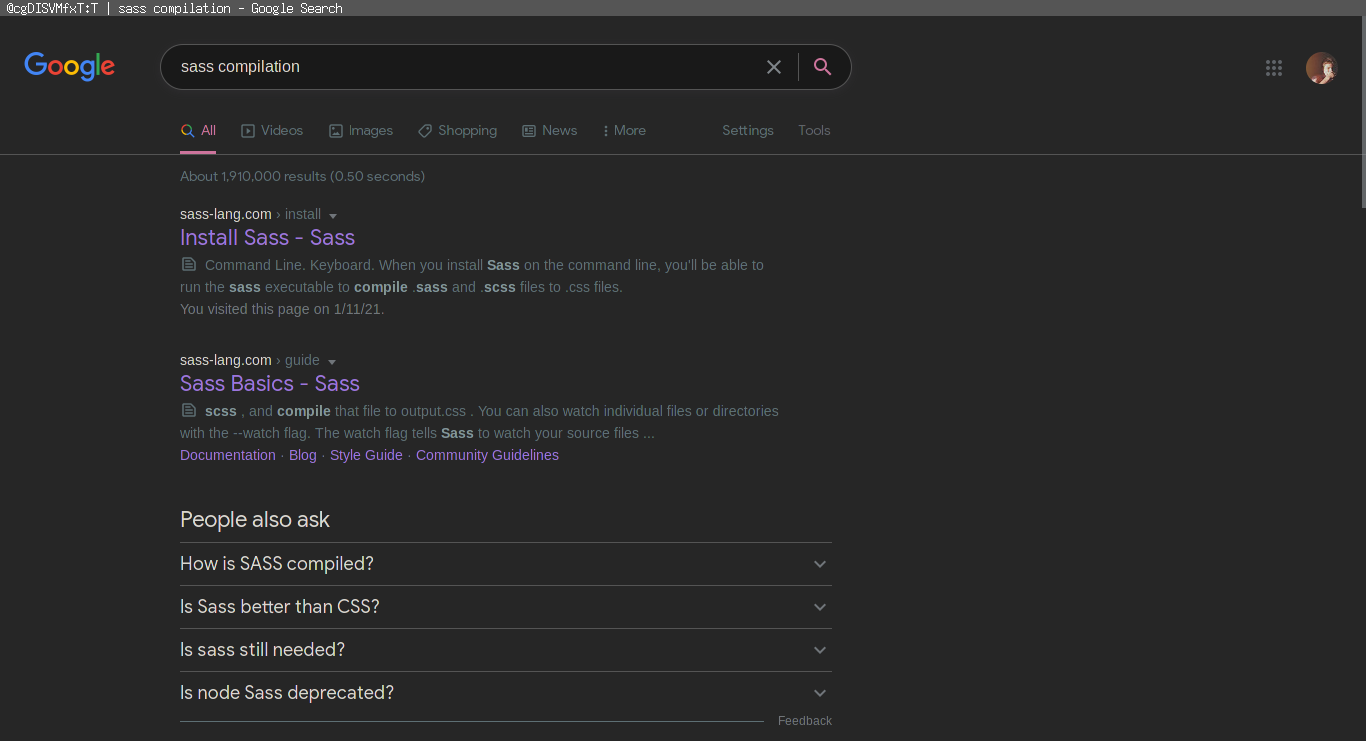 @cgDISVMfxT:T | sass compilation - Google Search
Google
sass compilation
All Videos Images Shopping News More Settings Tools
About 1,910,000 results (0.50 seconds)
sass-lang.com › install
Install Sass - Sass
Command Line. Keyboard. When you install Sass on the command line, you'll be able to
run the sass executable to compile .sass and .scss files to .css files.
You visited this page on 1/11/21.
sass-lang.com › guide
Sass Basics - Sass
scss , and compile that file to output.css . You can also watch individual files or directories
with the --watch flag. The watch flag tells Sass to watch your source files ...
Documentation · Blog · Style Guide · Community Guidelines
People also ask
How is SASS compiled?
Is Sass better than CSS?
Is sass still needed?
Is node Sass deprecated?
Feedback